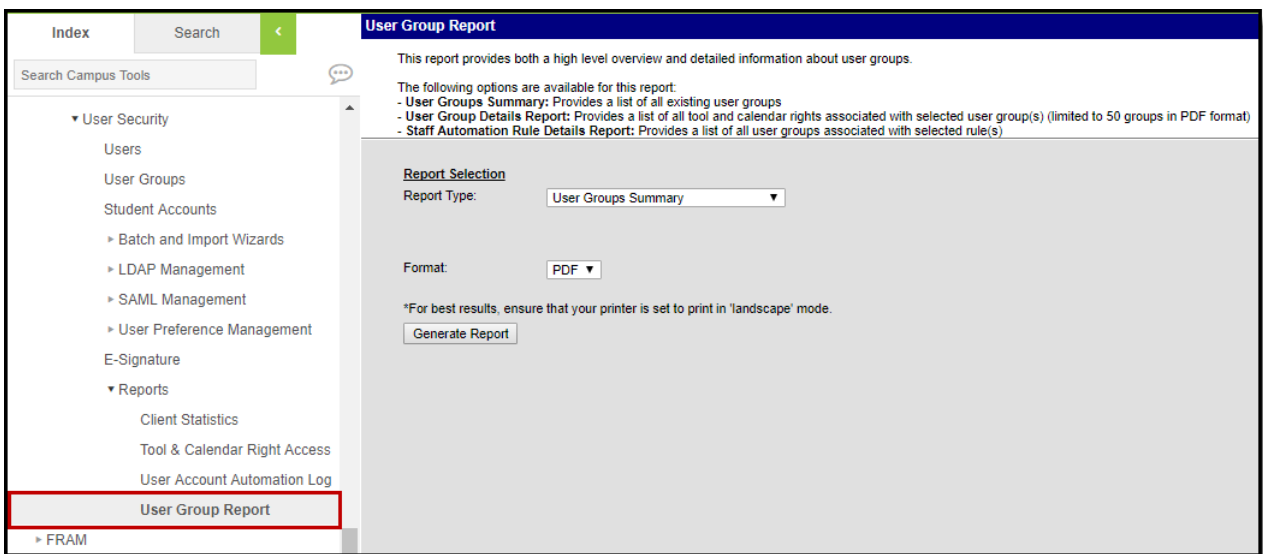 Index
Search
Search Campus Tools
User Security
Users
User Groups
Student Accounts
Batch and Import Wizards
LDAP Management
SAML Management
User Preference Management
E-Signature
Reports
Client Statistics
Tool & Calendar Right Access
User Account Automation Log
User Group Report
FRAM
User Group Report
This report provides both a high level overview and detailed information about user groups.
The following options are available for this report:
- User Groups Summary: Provides a list of all existing user groups
- User Group Details Report: Provides a list of all tool and calendar rights associated with selected user group(s) (limited to 50 groups in PDF format)
- Staff Automation Rule Details Report: Provides a list of all user groups associated with selected rule(s)
Report Selection
Report Type: User Groups Summary
Format: PDF
*For best results, ensure that your printer is set to print in 'landscape' mode.
Generate Report